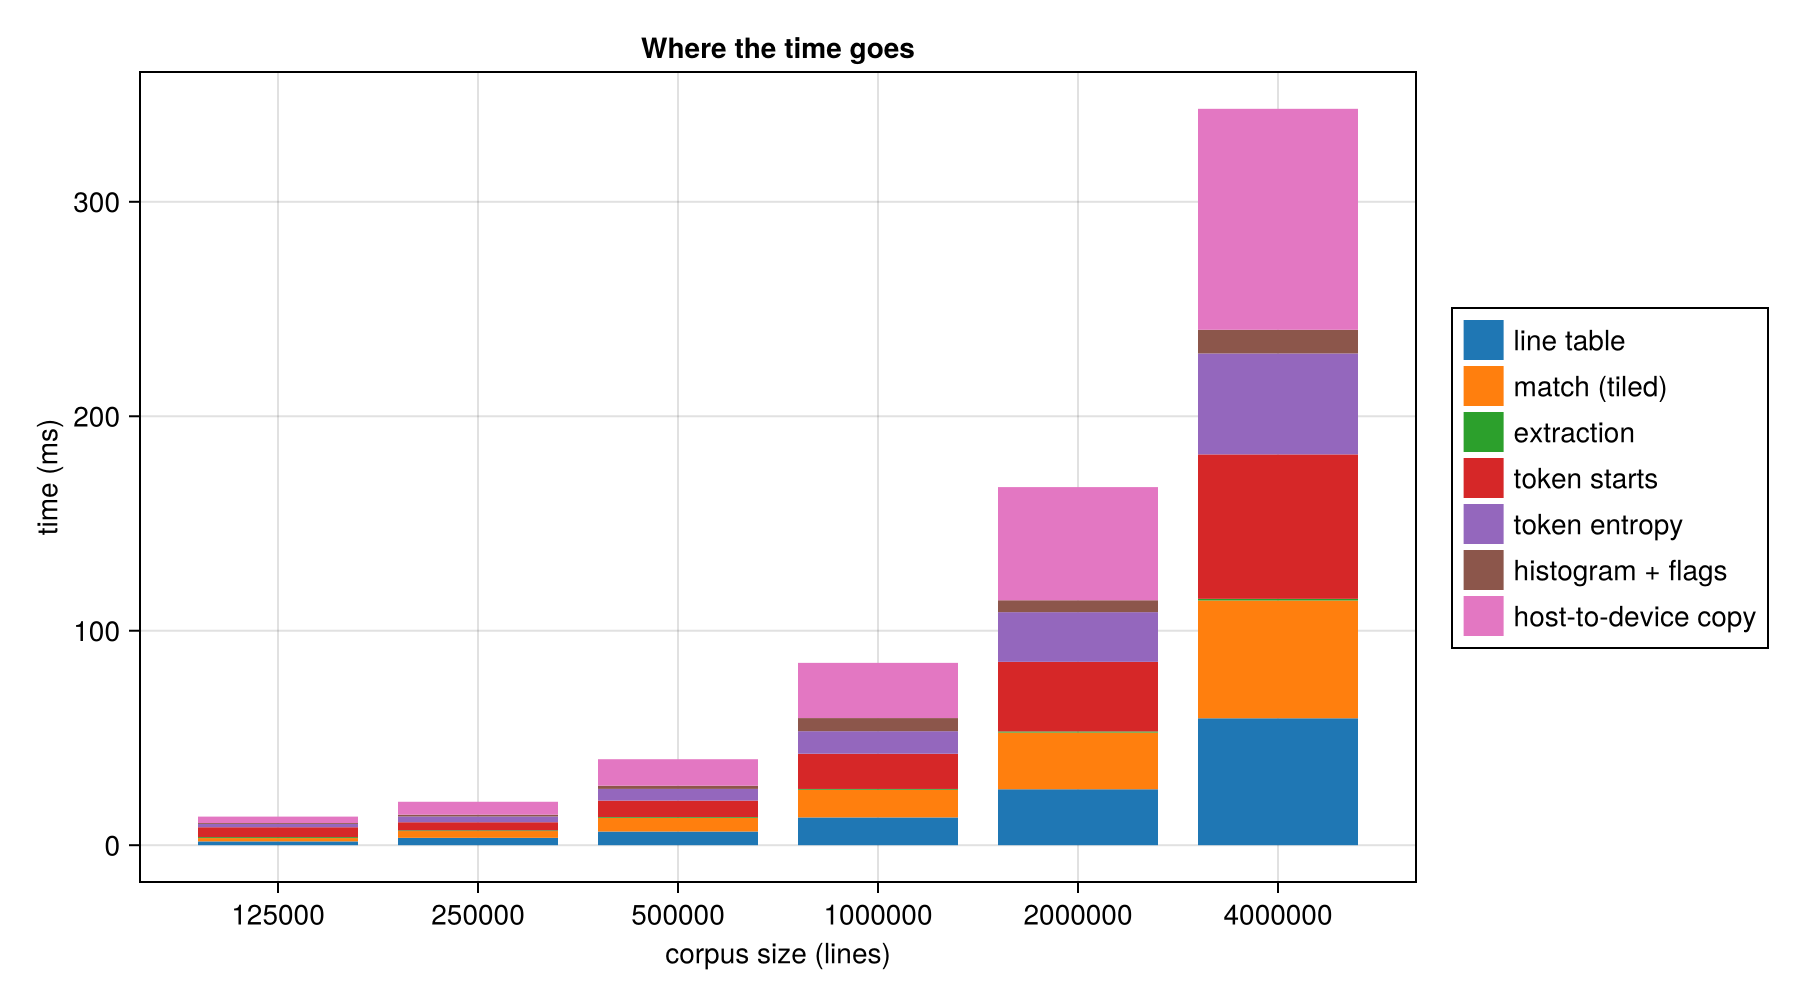 Where the time goes
time (ms)
300
200
100
0
125000 250000 500000 1000000 2000000 4000000
corpus size (lines)
line table
match (tiled)
extraction
token starts
token entropy
histogram + flags
host-to-device copy